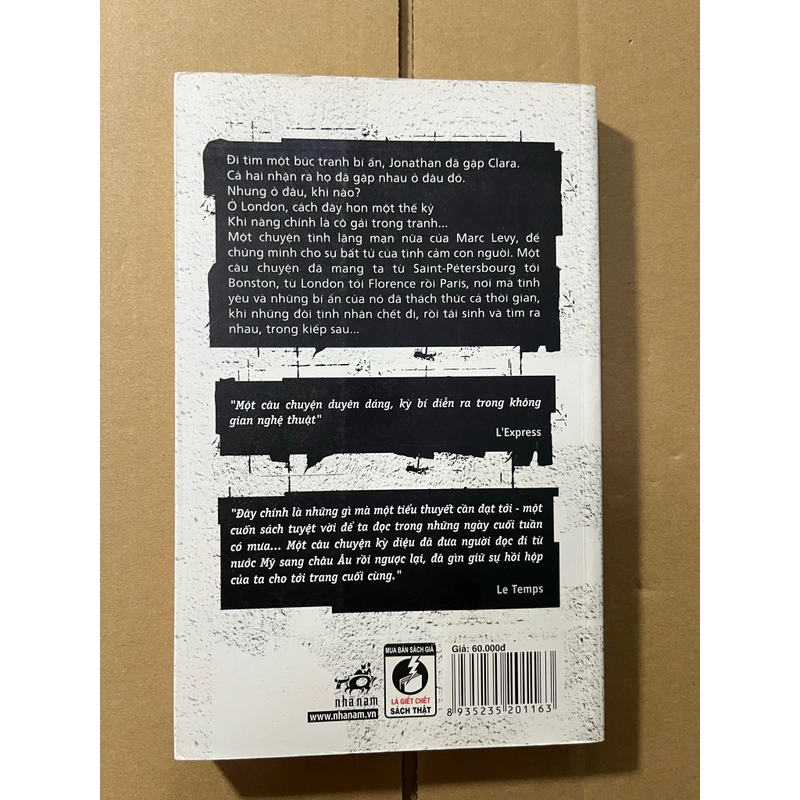 Đi tìm một bức tranh bí ẩn, Jonathan đã gặp Clara.
Cả hai nhận ra họ đã gặp nhau ở đâu đó.
Nhưng ở đâu, khi nào?
Ở London, cách đây hơn một thế kỷ
Khi nàng chính là cô gái trong tranh...
Một chuyện tình lãng mạn nữa của Marc Levy, để
chứng minh cho sự bất tử của tình cảm con người. Một
câu chuyện đã mang ta từ Saint-Pétersbourg tới
Bonston, từ London tới Florence rồi Paris, nơi mà tình
yêu và những bí ẩn của nó đã thách thức cả thời gian,
khi những đôi tình nhân chết đi, rồi tái sinh và tìm ra
nhau, trong kiếp sau...
"Một câu chuyện duyên dáng, kỳ bí diễn ra trong không
gian nghệ thuật"
L'Express
"Đây chính là những gì mà một tiểu thuyết cần đạt tới - một
cuốn sách tuyệt vời để ta đọc trong những ngày cuối tuần
có mưa... Một câu chuyện kỳ diệu đã đưa người đọc đi từ
nước Mỹ sang châu Âu rồi ngược lại, đã gìn giữ sự hồi hộp
của ta cho tới trang cuối cùng."
Le Temps
nhã nam
www.nhanam.vn
MUA BÁN SÁCH GIẢ
LÀ GIẾT CHẾT
SÁCH THẬT
Giá: 60.000đ
8 935235 201163